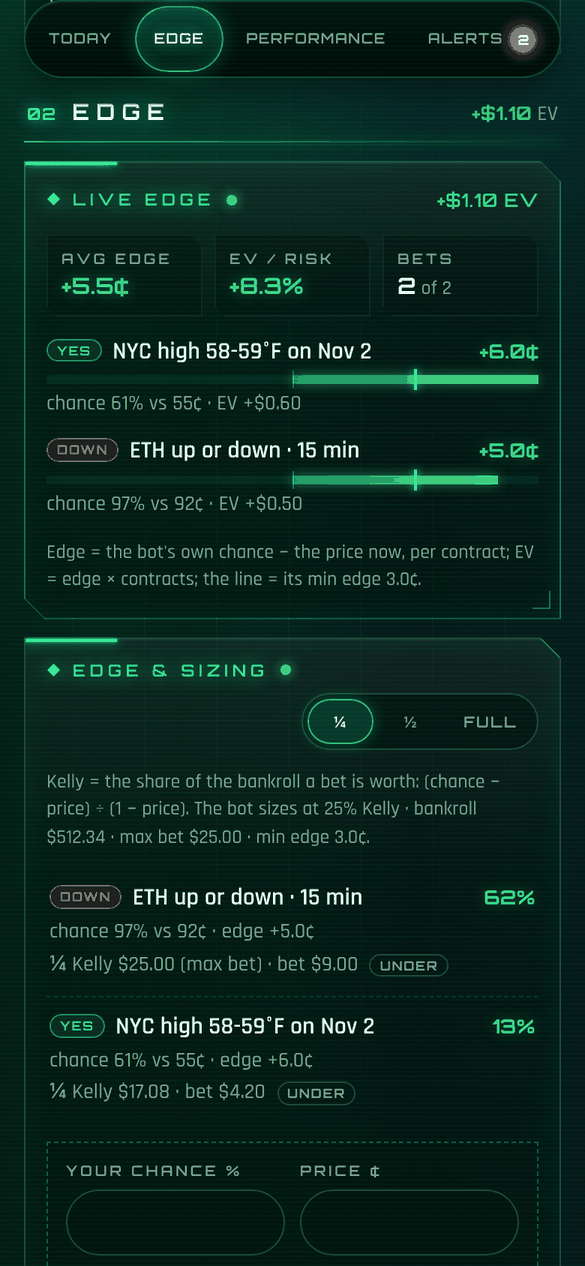 TODAY EDGE PERFORMANCE ALERTS 2
02 EDGE +$1.10 EV
LIVE EDGE +$1.10 EV
AVG EDGE EV / RISK BETS
+5.5¢ +8.3% 2 of 2
YES NYC high 58-59°F on Nov 2 +6.0¢
chance 61% vs 55¢ · EV +$0.60
DOWN ETH up or down · 15 min +5.0¢
chance 97% vs 92¢ · EV +$0.50
Edge = the bot's own chance − the price now, per contract; EV
= edge × contracts; the line = its min edge 3.0¢.
EDGE & SIZING
¼ ½ FULL
Kelly = the share of the bankroll a bet is worth: (chance −
price) ÷ (1 − price). The bot sizes at 25% Kelly · bankroll
$512.34 · max bet $25.00 · min edge 3.0¢.
DOWN ETH up or down · 15 min 62%
chance 97% vs 92¢ · edge +5.0¢
¼ Kelly $25.00 (max bet) · bet $9.00 UNDER
YES NYC high 58-59°F on Nov 2 13%
chance 61% vs 55¢ · edge +6.0¢
¼ Kelly $17.08 · bet $4.20 UNDER
YOUR CHANCE % PRICE ¢